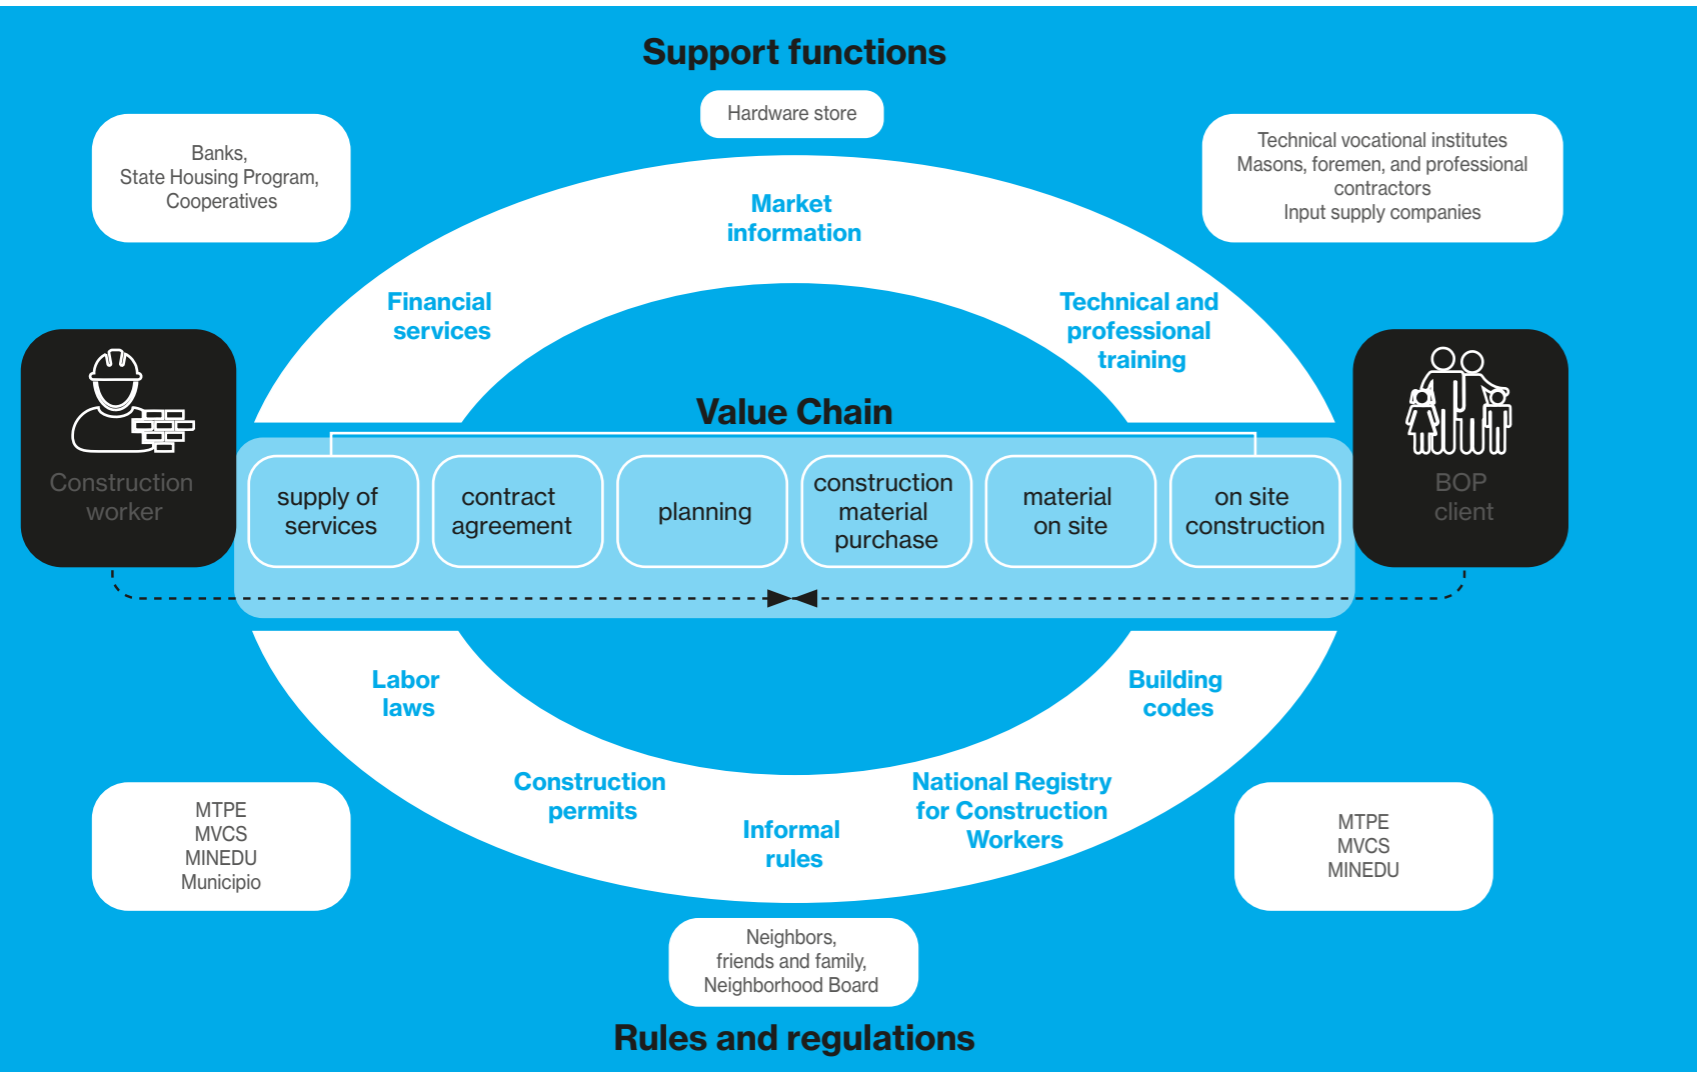 Support functions
Hardware store
Banks,
State Housing Program,
Cooperatives
Technical vocational institutes
Masons, foremen, and professional
contractors
Input supply companies
Market
information
Financial
services
Technical and
professional
training
Construction
worker
Value Chain
supply of
services
contract
agreement
planning
construction
material
purchase
material
on site
on site
construction
BOP
client
Labor
laws
Construction
permits
Informal
rules
National Registry
for Construction
Workers
Building
codes
MTPE
MVCS
MINEDU
Municipio
MTPE
MVCS
MINEDU
Neighbors,
friends and family,
Neighborhood Board
Rules and regulations